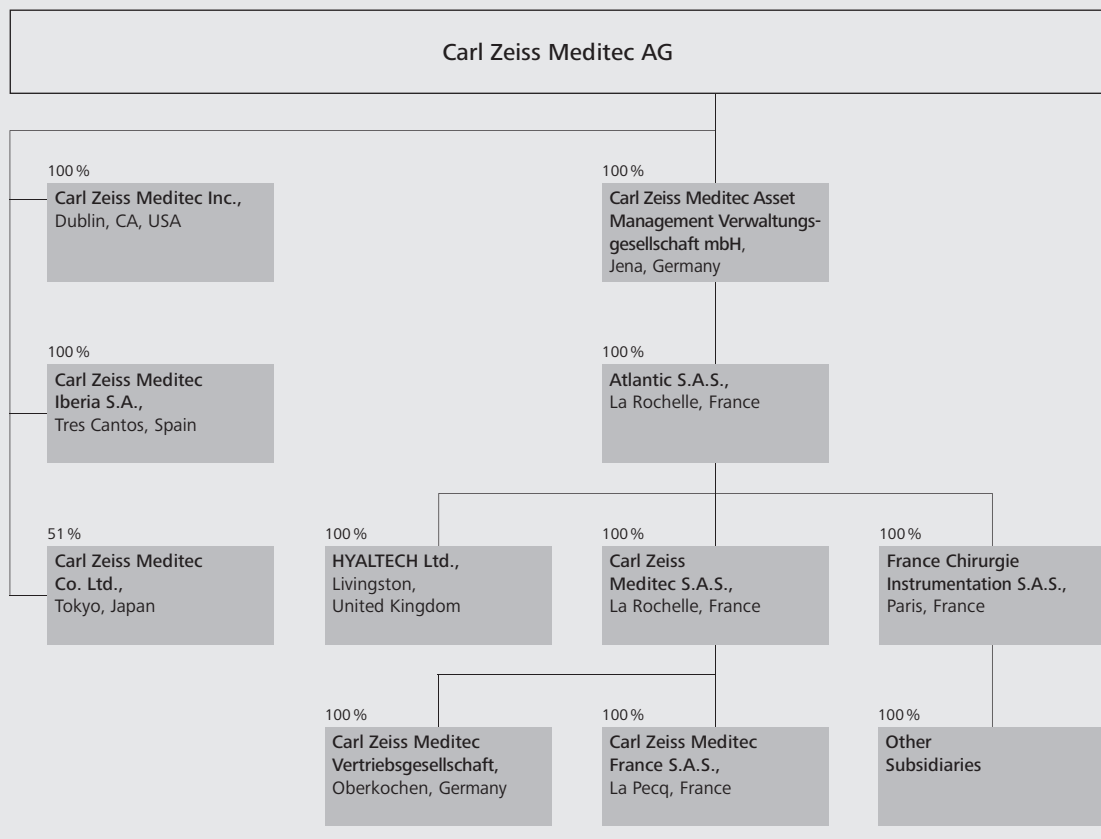 Carl Zeiss Meditec AG
100 %
Carl Zeiss Meditec Inc.,
Dublin, CA, USA
100 %
Carl Zeiss Meditec Asset
Management Verwaltungs-
gesellschaft mbH,
Jena, Germany
100 %
Carl Zeiss Meditec
Iberia S.A.,
Tres Cantos, Spain
100 %
Atlantic S.A.S.,
La Rochelle, France
51 %
Carl Zeiss Meditec
Co. Ltd.,
Tokyo, Japan
100 %
HYALTECH Ltd.,
Livingston,
United Kingdom
100 %
Carl Zeiss
Meditec S.A.S.,
La Rochelle, France
100 %
France Chirurgie
Instrumentation S.A.S.,
Paris, France
100 %
Carl Zeiss Meditec
Vertriebsgesellschaft,
Oberkochen, Germany
100 %
Carl Zeiss Meditec
France S.A.S.,
La Pecq, France
100 %
Other
Subsidiaries